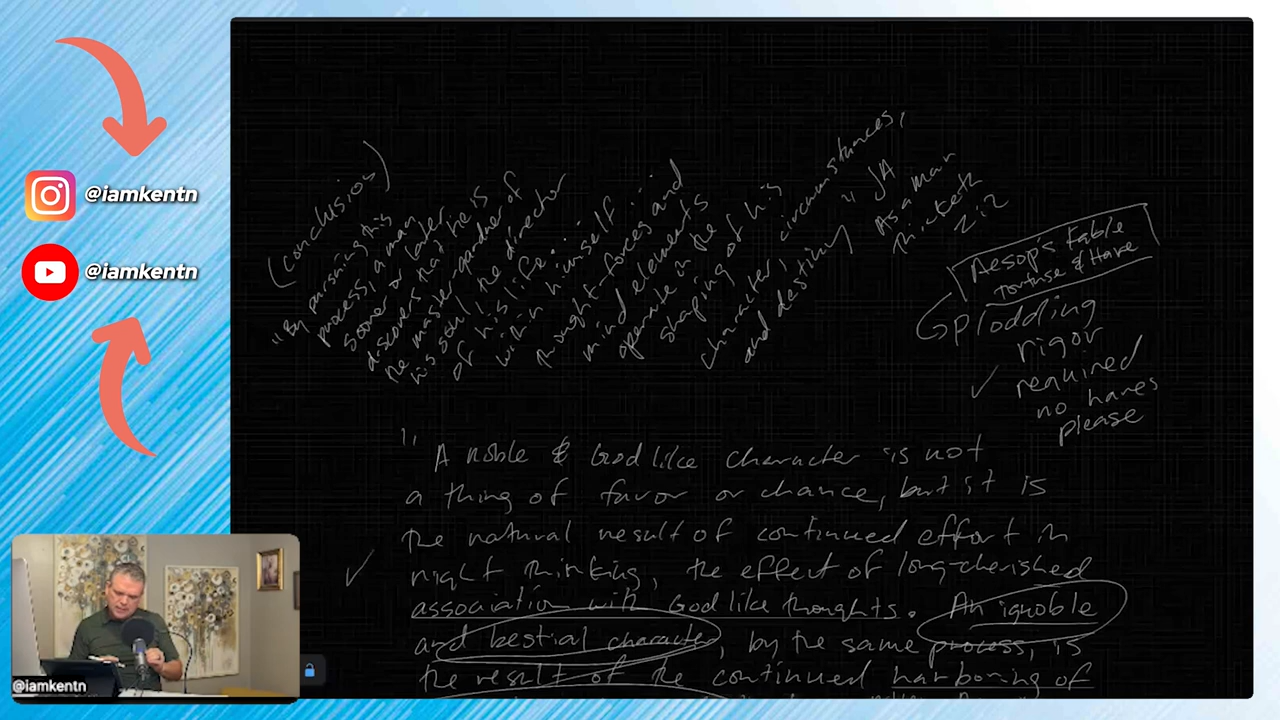 @iamkentn
@iamkentn
(conclusion)
"By pursuing this
process, a man
sooner or later
discovers that he is
the master-gardner of
his soul, the director
of his life...
within himself...
thought-forces and
mind elements
operate in the
shaping of his
character, circumstances,
and destiny" JA
As a man
Thinketh
Aesop's Fable
Tortoise & Hare
Plodding
rigor
required
no hares
please
"A noble & Godlike character is not
a thing of favor or chance, but it is
the natural result of continued effort in
right thinking, the effect of long-cherished
association with Godlike thoughts. An ignoble
and bestial character, by the same process, is
the result of the continued harboring of
@iamkentn